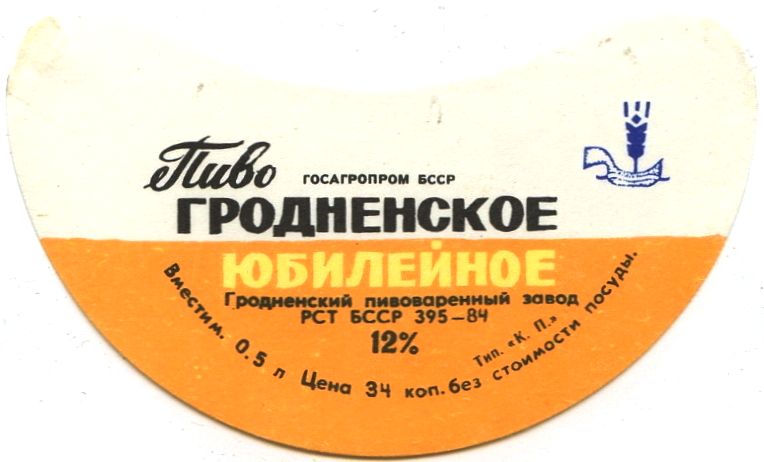 Пиво
ГОСАГРОПРОМ БССР
ГРОДНЕНСКОЕ
ЮБИЛЕЙНОЕ
Гродненский пивоваренный завод
РСТ БССР 395—84
12%
Тип. «К. П.»
Вместим. 0.5 л Цена 34 коп. без стоимости посуды.